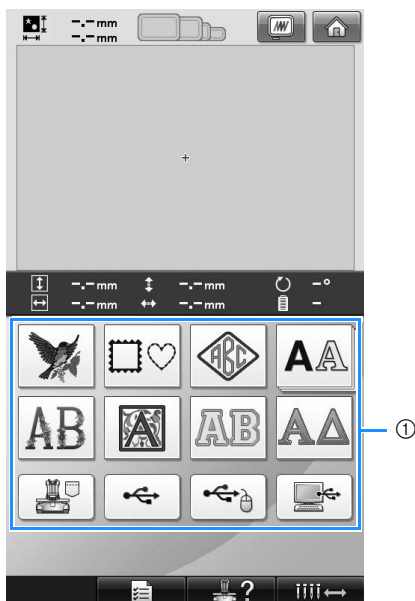 -.- mm
-.- mm
-.- mm -.- mm -°
-.- mm -.- mm -
ABC AA
AB A AB AΔ
①
?